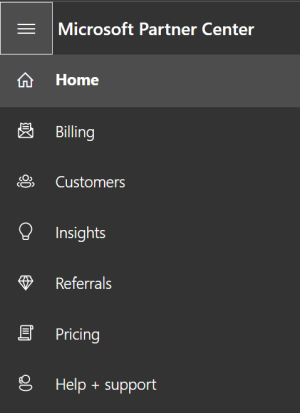 Microsoft Partner Center
Home
Billing
Customers
Insights
Referrals
Pricing
Help + support